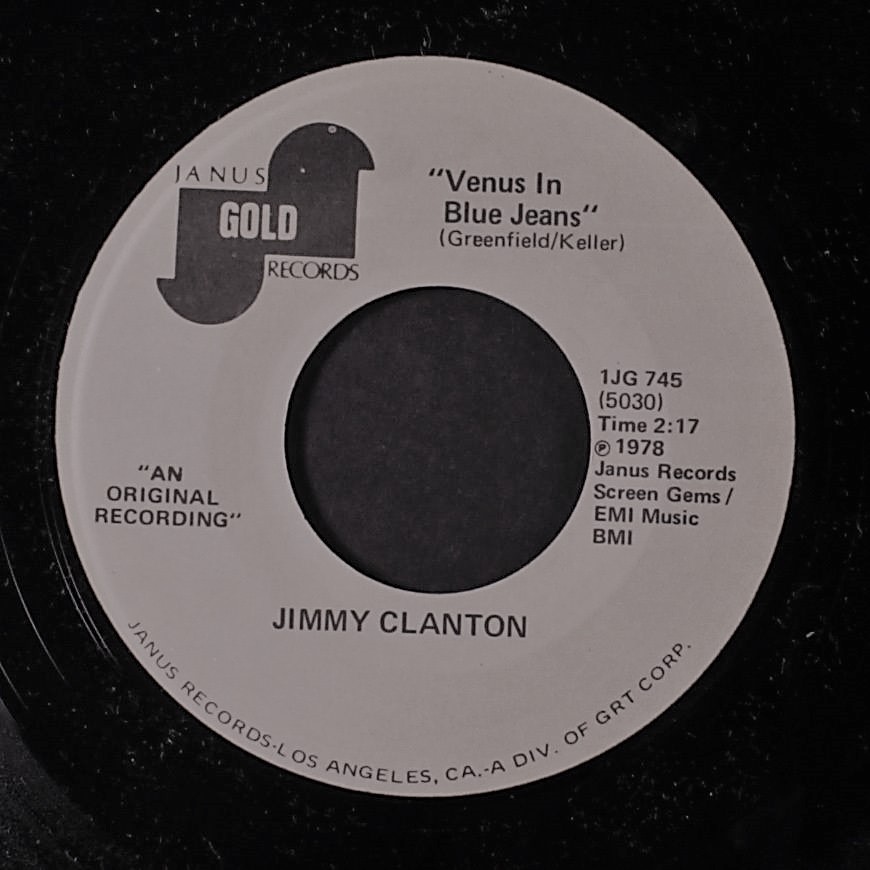 JANUS
GOLD
RECORDS
"Venus In
Blue Jeans"
(Greenfield/Keller)
1JG 745
(5030)
Time 2:17
℗ 1978
Janus Records
Screen Gems/
EMI Music
BMI
"AN
ORIGINAL
RECORDING"
JIMMY CLANTON
JANUS RECORDS-LOS ANGELES, CA.-A DIV. OF GRT CORP.